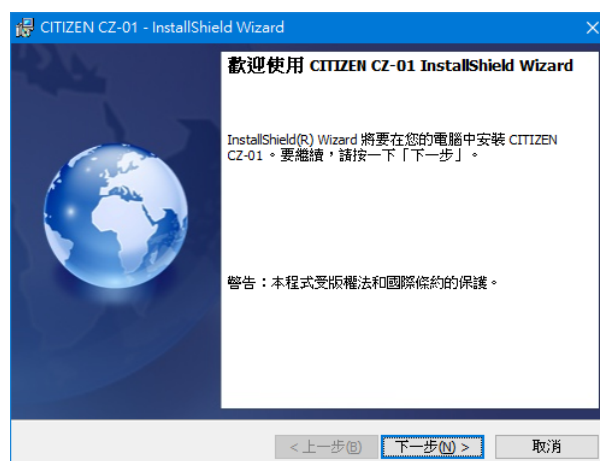 CITIZEN CZ-01 - InstallShield Wizard
歡迎使用 CITIZEN CZ-01 InstallShield Wizard
InstallShield(R) Wizard 將要在您的電腦中安裝 CITIZEN
CZ-01。要繼續，請按一下「下一步」。
警告：本程式受版權法和國際條約的保護。
< 上一步(B)
下一步(N) >
取消